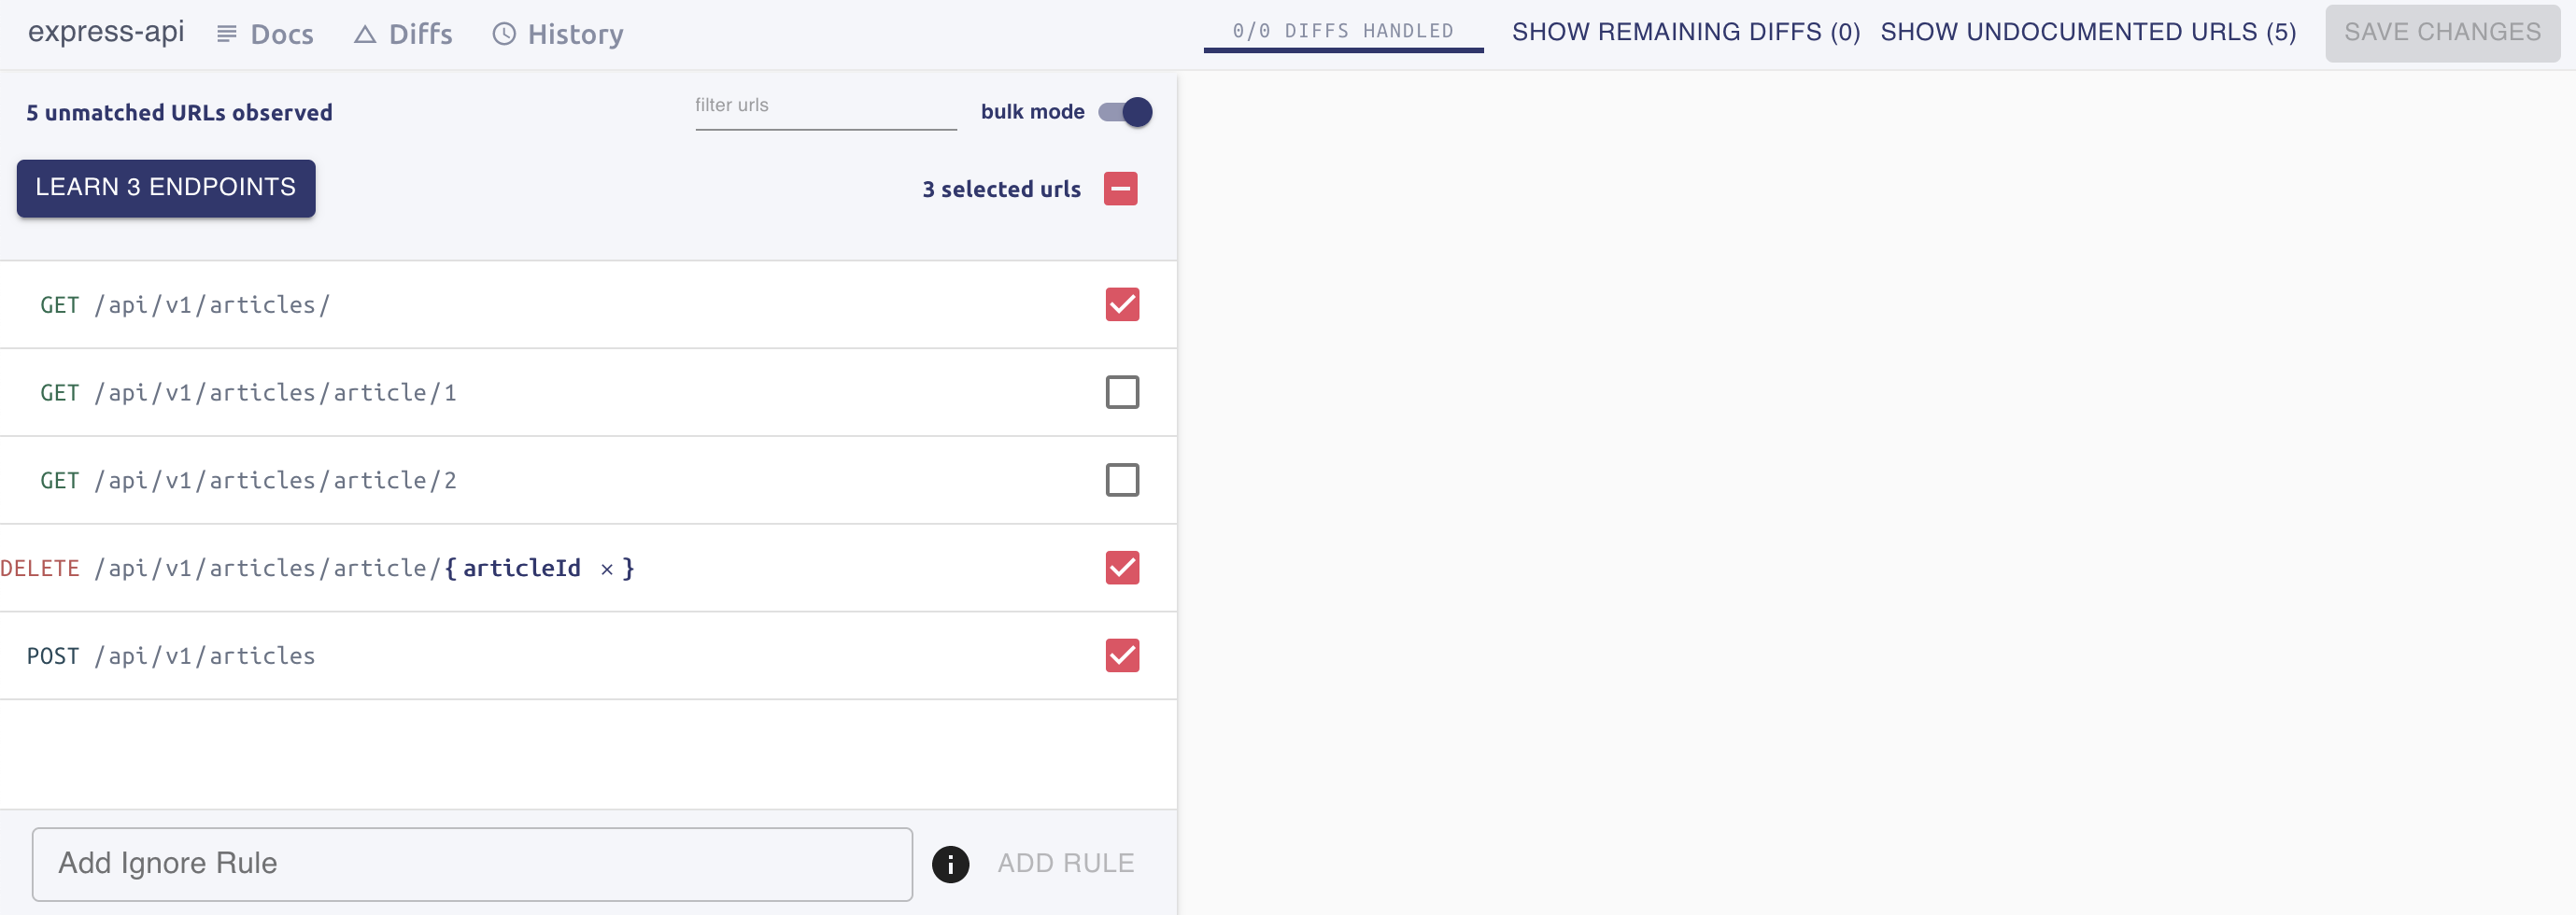 express-api Docs Diffs History 0/0 DIFFS HANDLED SHOW REMAINING DIFFS (0) SHOW UNDOCUMENTED URLS (5) SAVE CHANGES
5 unmatched URLs observed filter urls bulk mode
LEARN 3 ENDPOINTS 3 selected urls
GET /api/v1/articles/
GET /api/v1/articles/article/1
GET /api/v1/articles/article/2
DELETE /api/v1/articles/article/{articleId × }
POST /api/v1/articles
Add Ignore Rule i ADD RULE